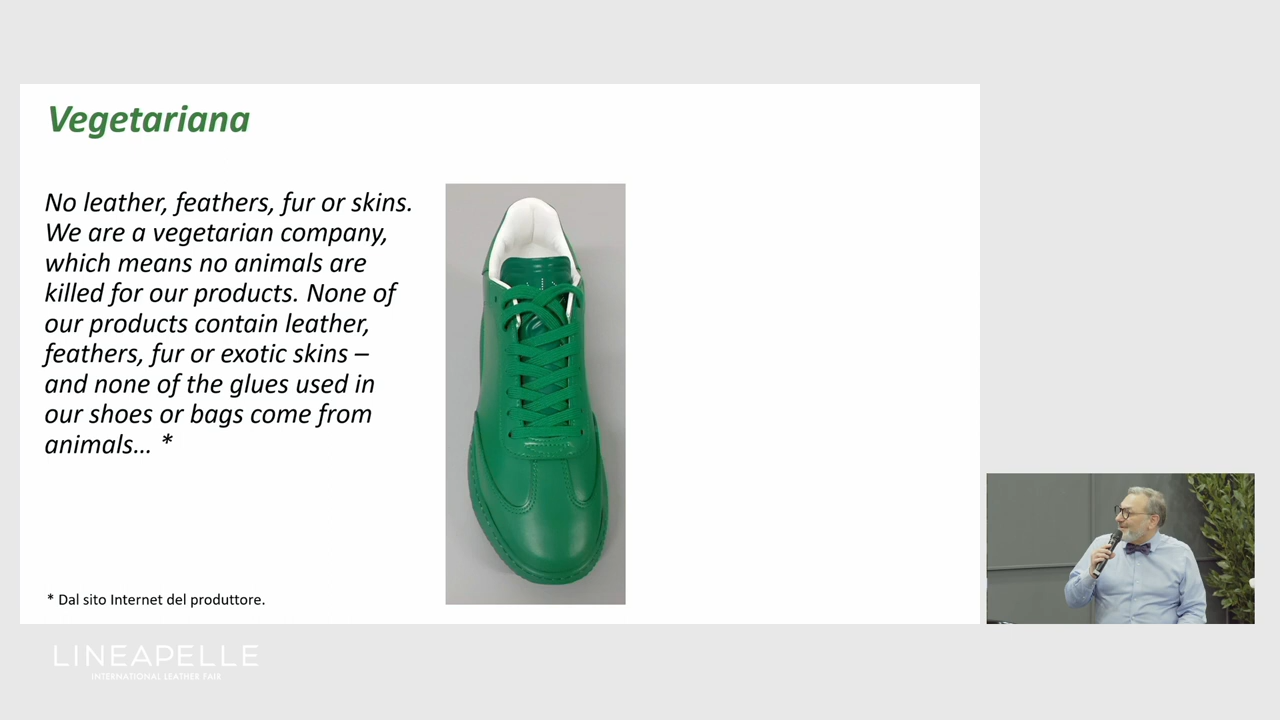 Vegetariana
No leather, feathers, fur or skins.
We are a vegetarian company,
which means no animals are
killed for our products. None of
our products contain leather,
feathers, fur or exotic skins –
and none of the glues used in
our shoes or bags come from
animals... *
* Dal sito Internet del produttore.
LINEAPELLE
INTERNATIONAL LEATHER FAIR